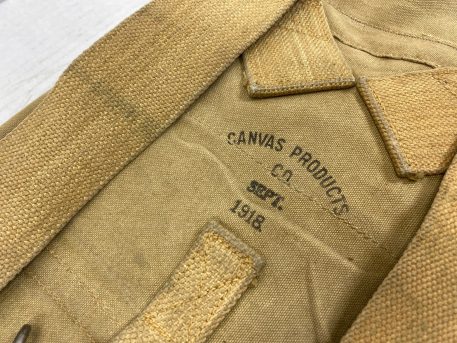 CANVAS PRODUCTS
CO.
SEPT.
1918.